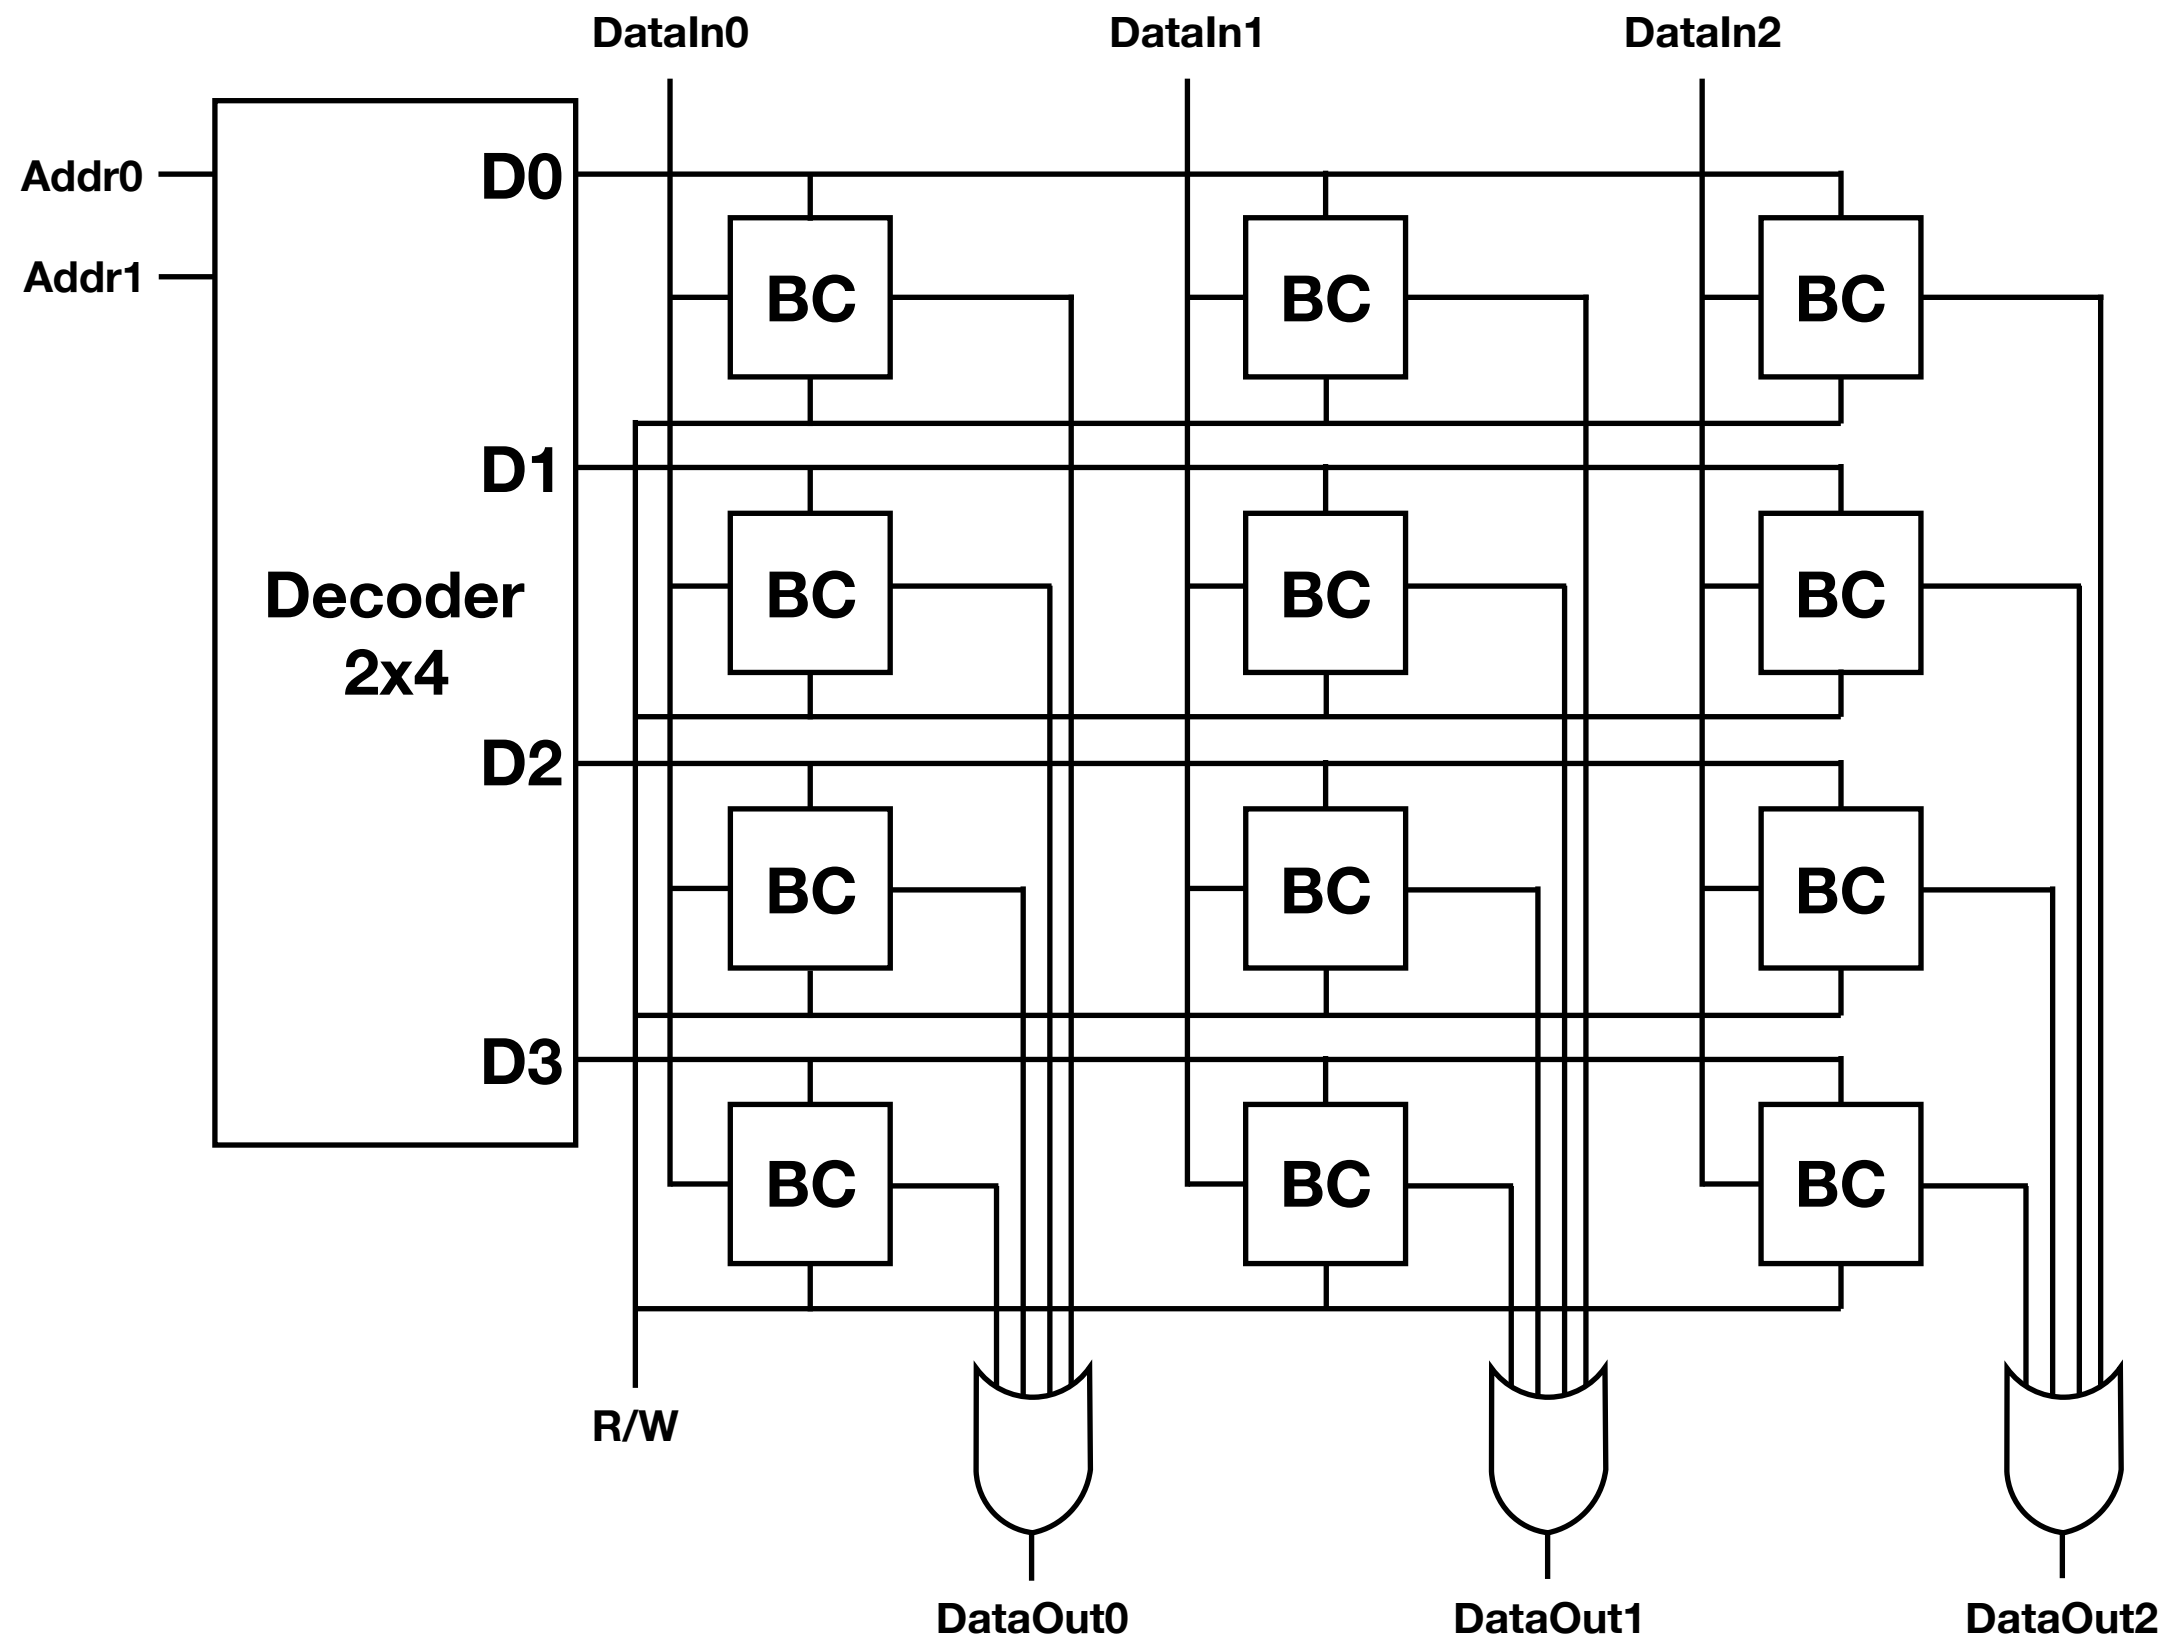 DataIn0
DataIn1
DataIn2
Addr0
D0
Addr1
BC
BC
BC
D1
Decoder
2x4
BC
BC
BC
D2
BC
BC
BC
D3
BC
BC
BC
R/W
DataOut0
DataOut1
DataOut2